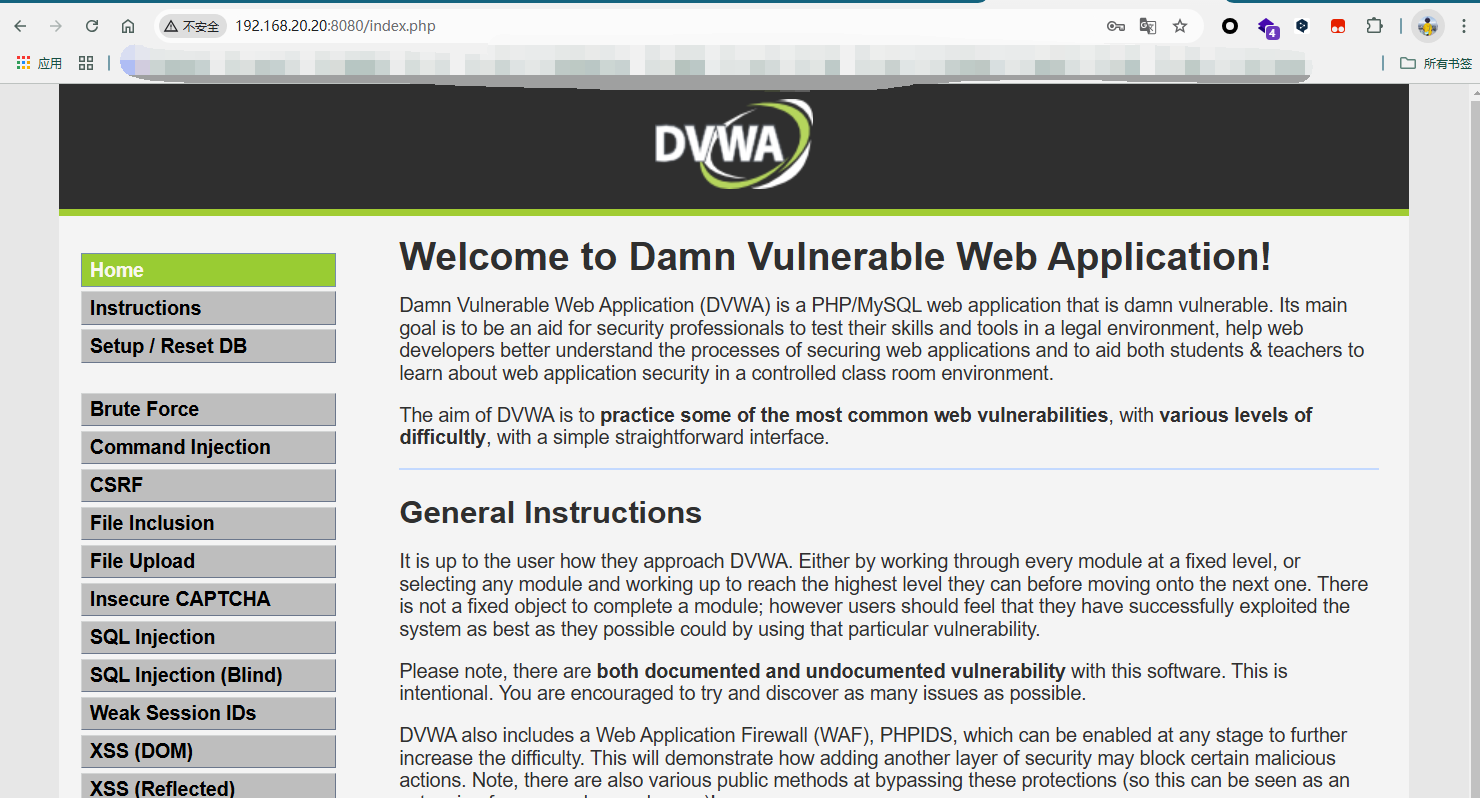 不安全 192.168.20.20:8080/index.php
4
应用 所有书签
DVWA
Home
Instructions
Setup / Reset DB
Brute Force
Command Injection
CSRF
File Inclusion
File Upload
Insecure CAPTCHA
SQL Injection
SQL Injection (Blind)
Weak Session IDs
XSS (DOM)
XSS (Reflected)
Welcome to Damn Vulnerable Web Application!
Damn Vulnerable Web Application (DVWA) is a PHP/MySQL web application that is damn vulnerable. Its main
goal is to be an aid for security professionals to test their skills and tools in a legal environment, help web
developers better understand the processes of securing web applications and to aid both students & teachers to
learn about web application security in a controlled class room environment.
The aim of DVWA is to practice some of the most common web vulnerabilities, with various levels of
difficultly, with a simple straightforward interface.
General Instructions
It is up to the user how they approach DVWA. Either by working through every module at a fixed level, or
selecting any module and working up to reach the highest level they can before moving onto the next one. There
is not a fixed object to complete a module; however users should feel that they have successfully exploited the
system as best as they possible could by using that particular vulnerability.
Please note, there are both documented and undocumented vulnerability with this software. This is
intentional. You are encouraged to try and discover as many issues as possible.
DVWA also includes a Web Application Firewall (WAF), PHPIDS, which can be enabled at any stage to further
increase the difficulty. This will demonstrate how adding another layer of security may block certain malicious
actions. Note, there are also various public methods at bypassing these protections (so this can be seen as an